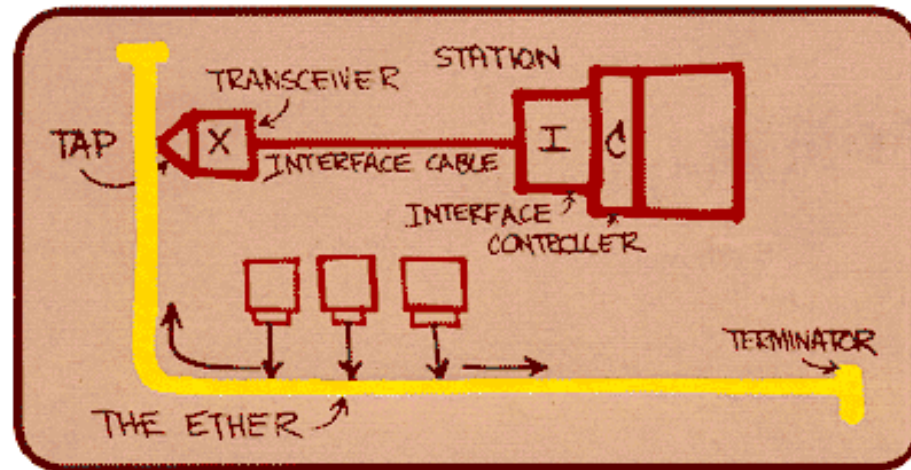 STATION
TRANSCEIVER
TAP
X
I
C
INTERFACE CABLE
INTERFACE
CONTROLLER
TERMINATOR
THE ETHER